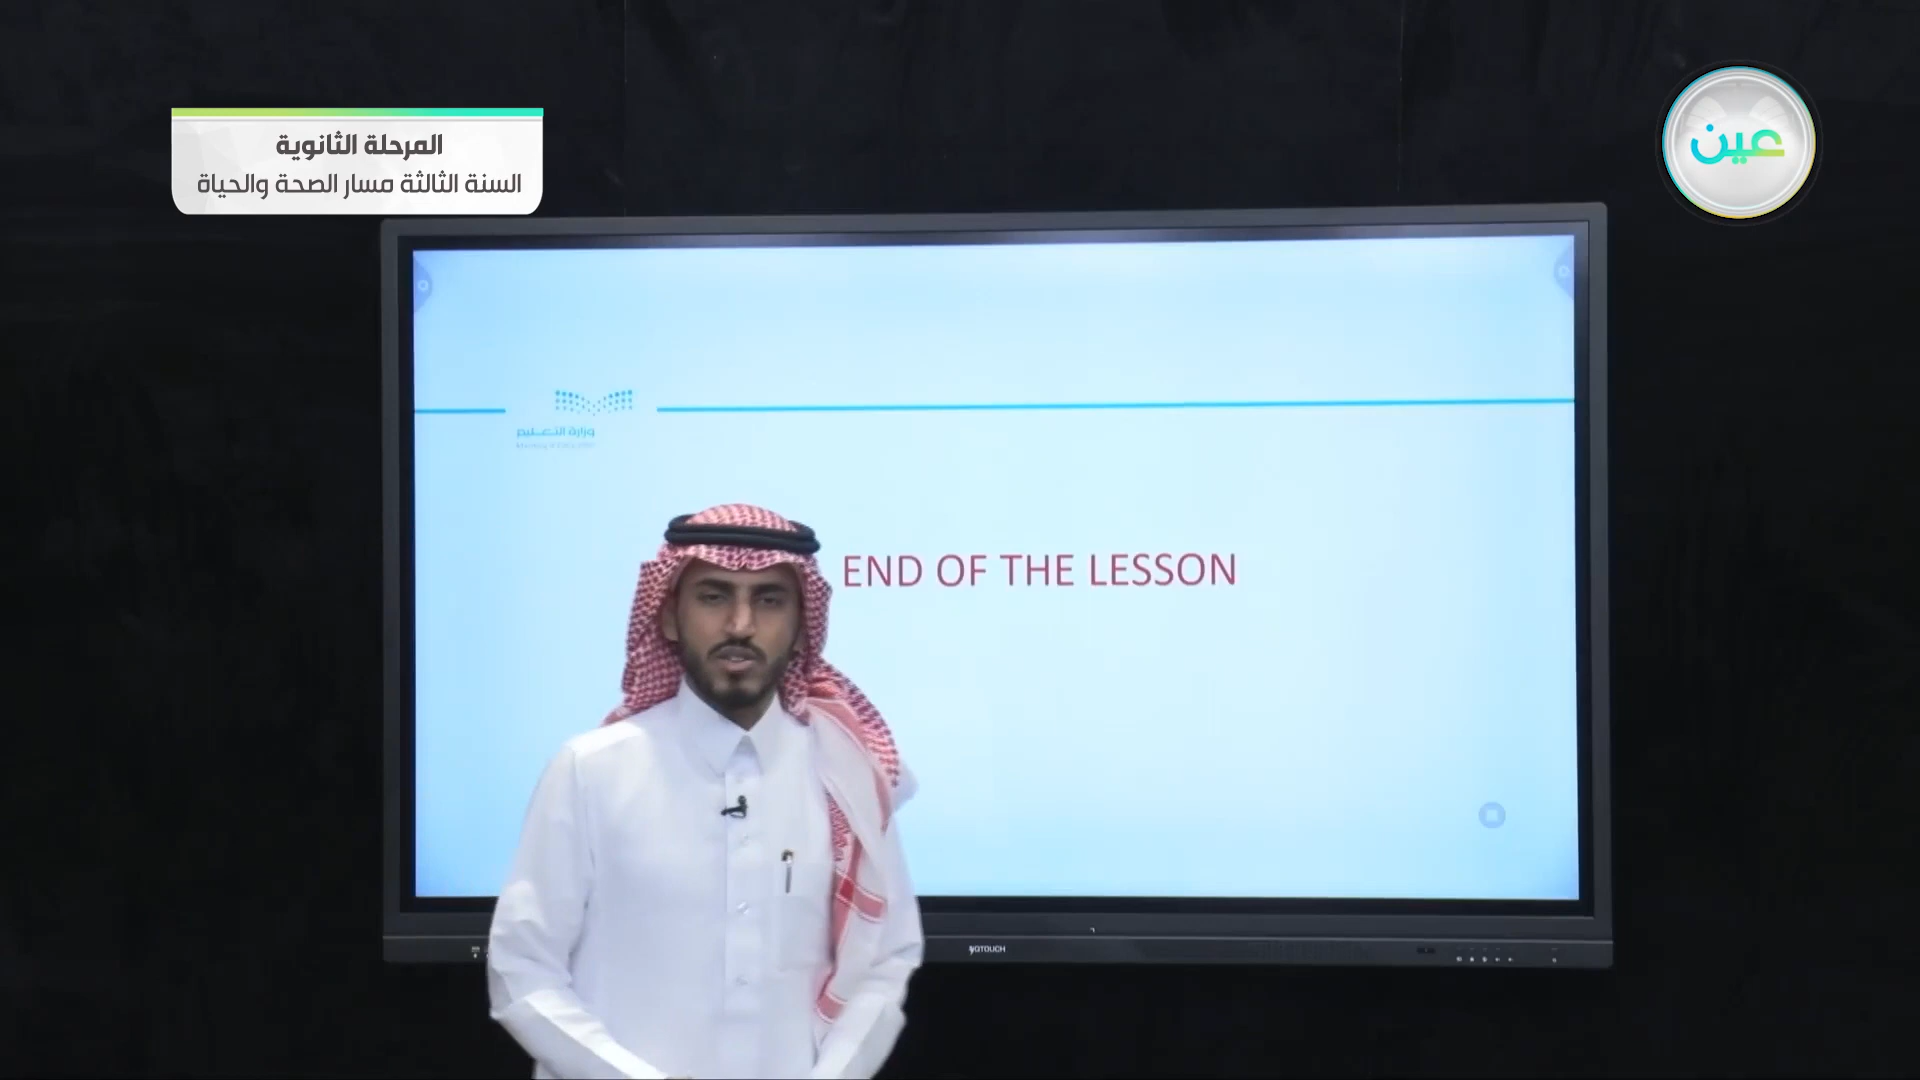 المرحلة الثانوية
السنة الثالثة مسار الصحة والحياة
عين
وزارة التعليم
END OF THE LESSON